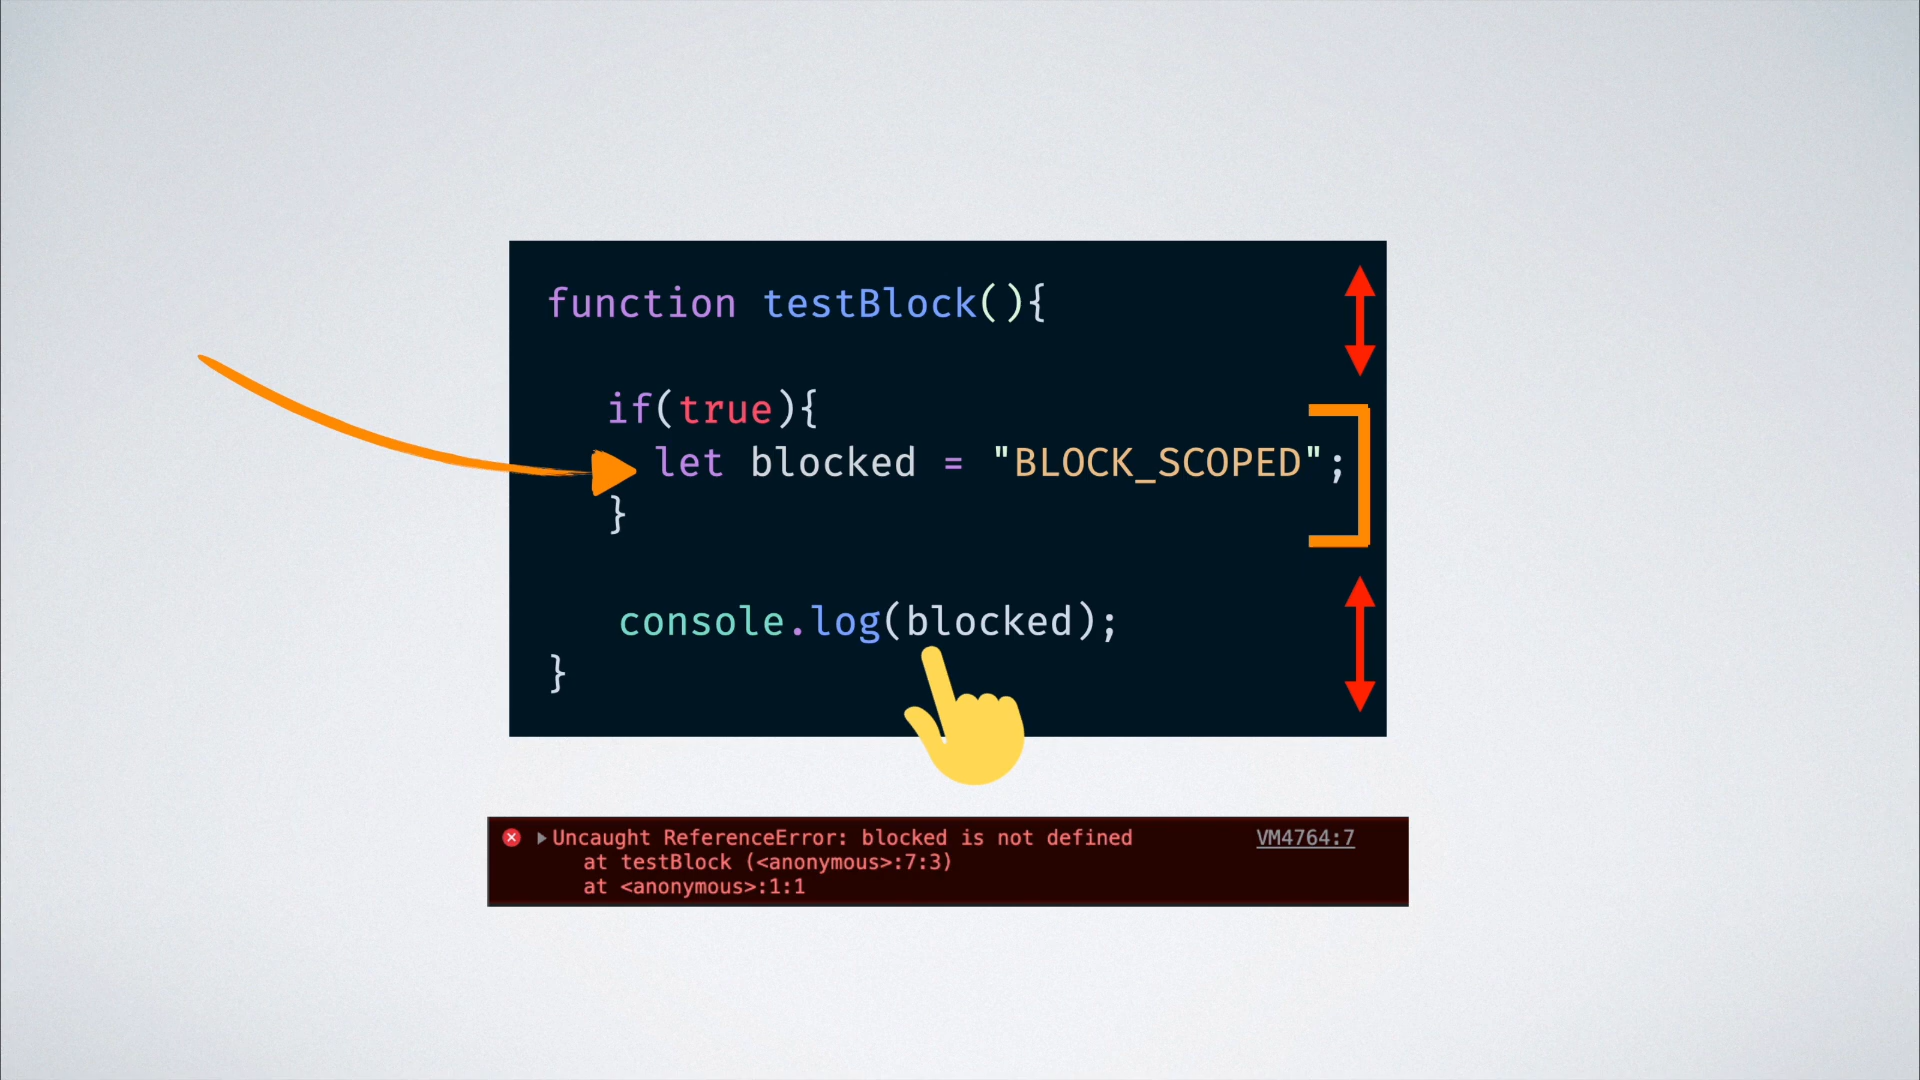 function testBlock(){
if(true){
let blocked = "BLOCK_SCOPED";
}
console.log(blocked);
}
Uncaught ReferenceError: blocked is not defined VM4764:7
at testBlock (<anonymous>:7:3)
at <anonymous>:1:1